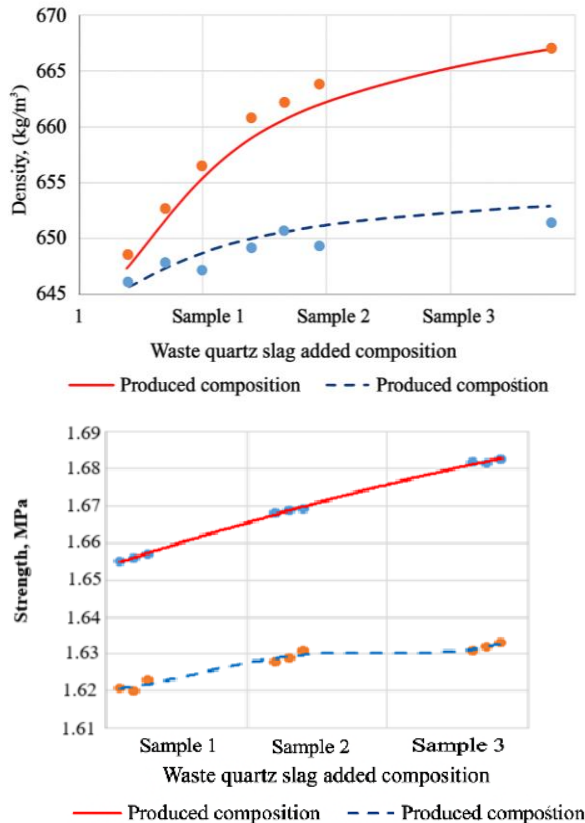 670
665
660
655
650
645
Density, (kg/m³)
1 Sample 1 Sample 2 Sample 3
Waste quartz slag added composition
Produced composition Produced compostion
1.69
1.68
1.67
1.66
1.65
1.64
1.63
1.62
1.61
Strength, MPa
Sample 1 Sample 2 Sample 3
Waste quartz slag added composition
Produced composition Produced compostion